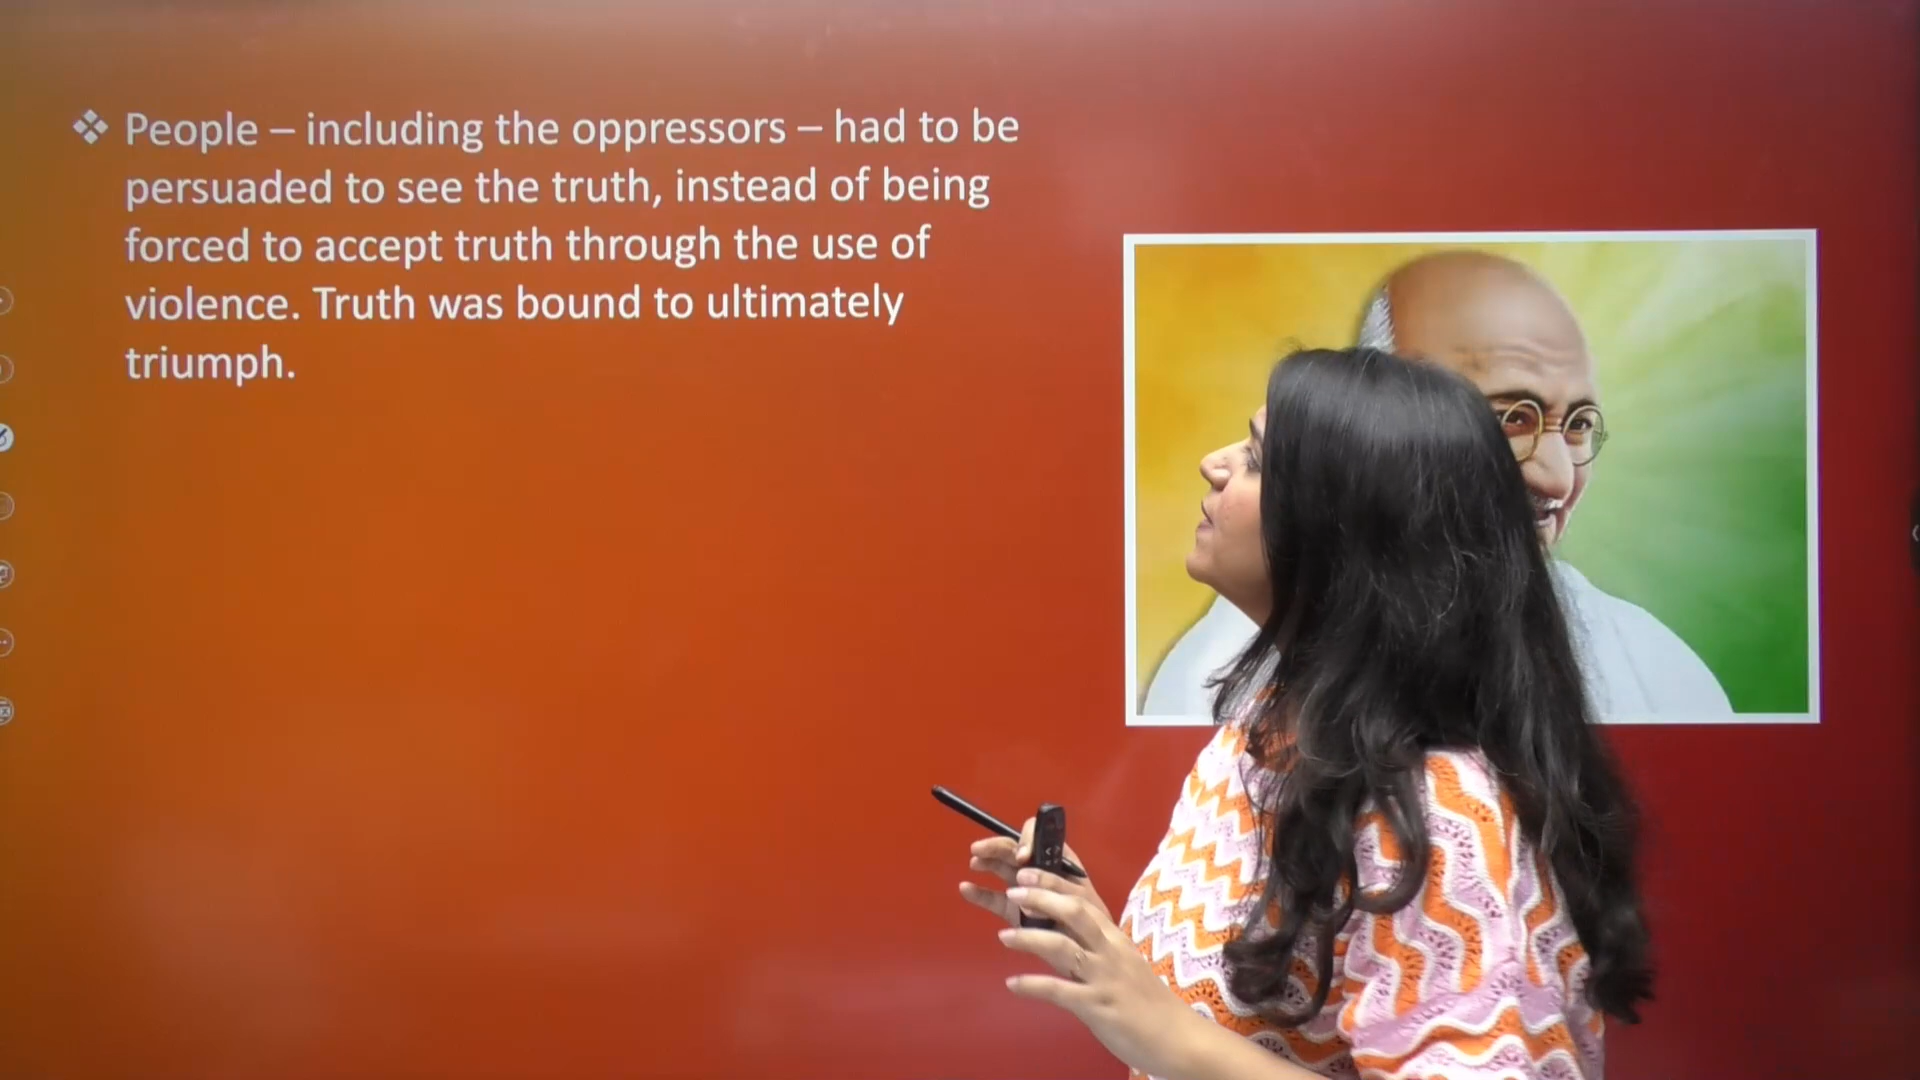 ❖ People – including the oppressors – had to be
persuaded to see the truth, instead of being
forced to accept truth through the use of
violence. Truth was bound to ultimately
triumph.